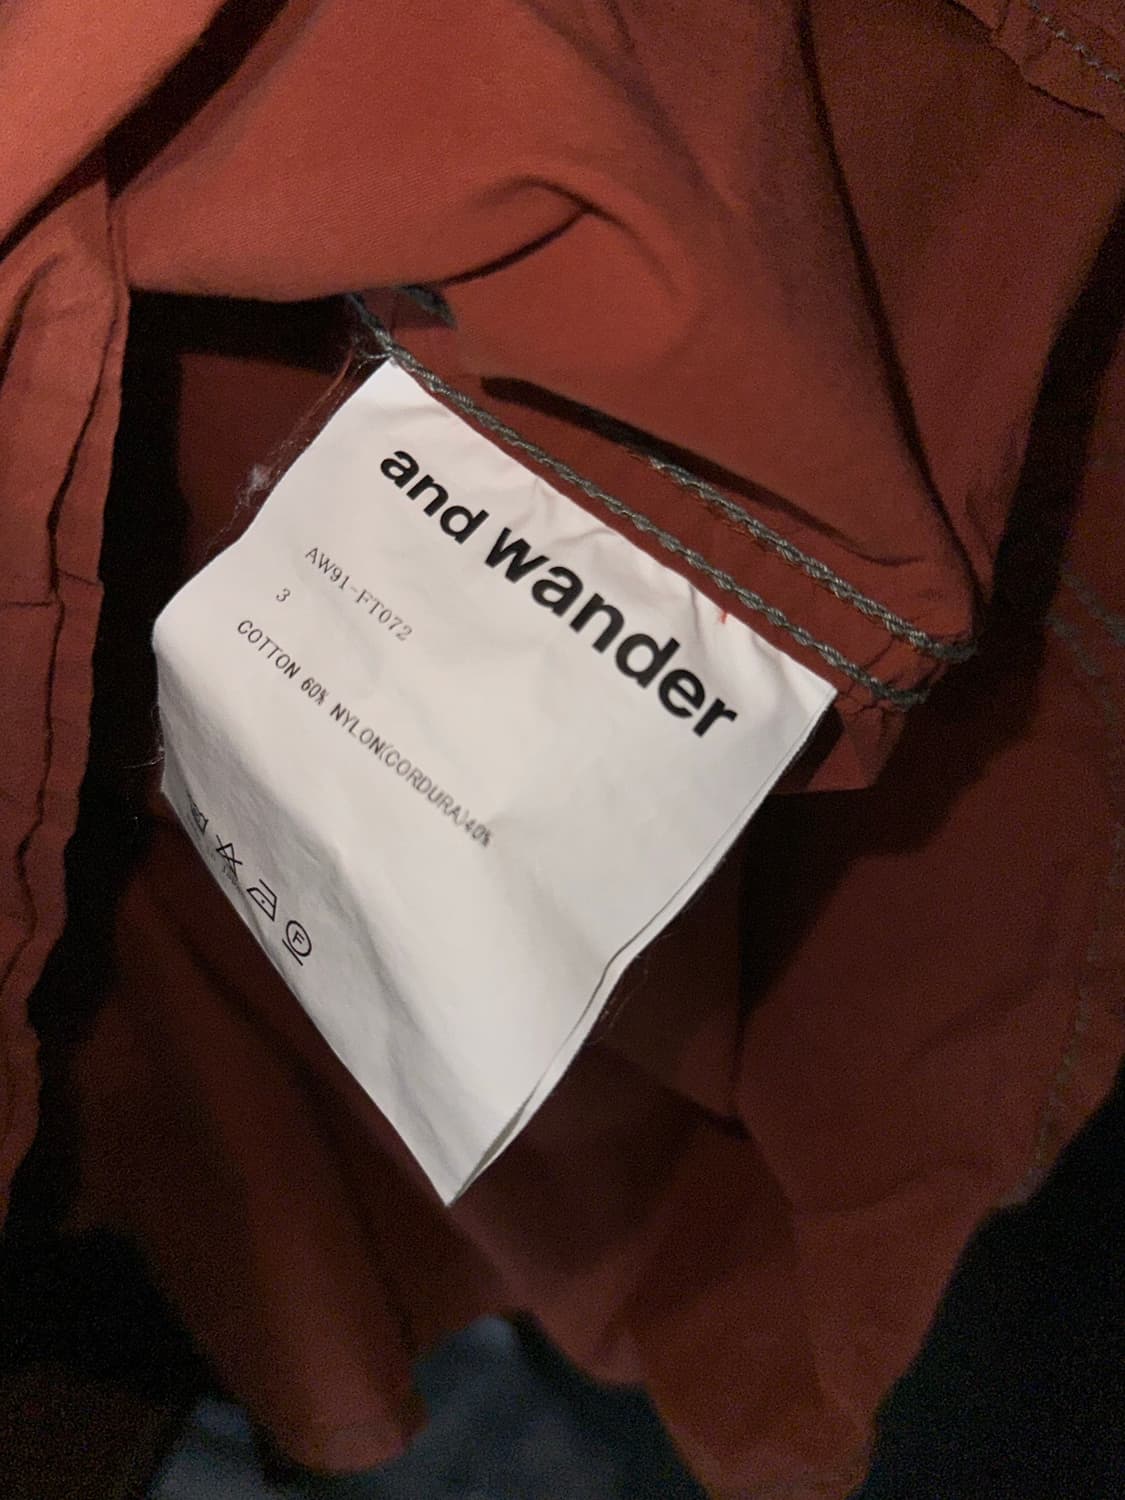 and wander
AW91-FT072
3
COTTON 60% NYLON(CORDURA)40%
F